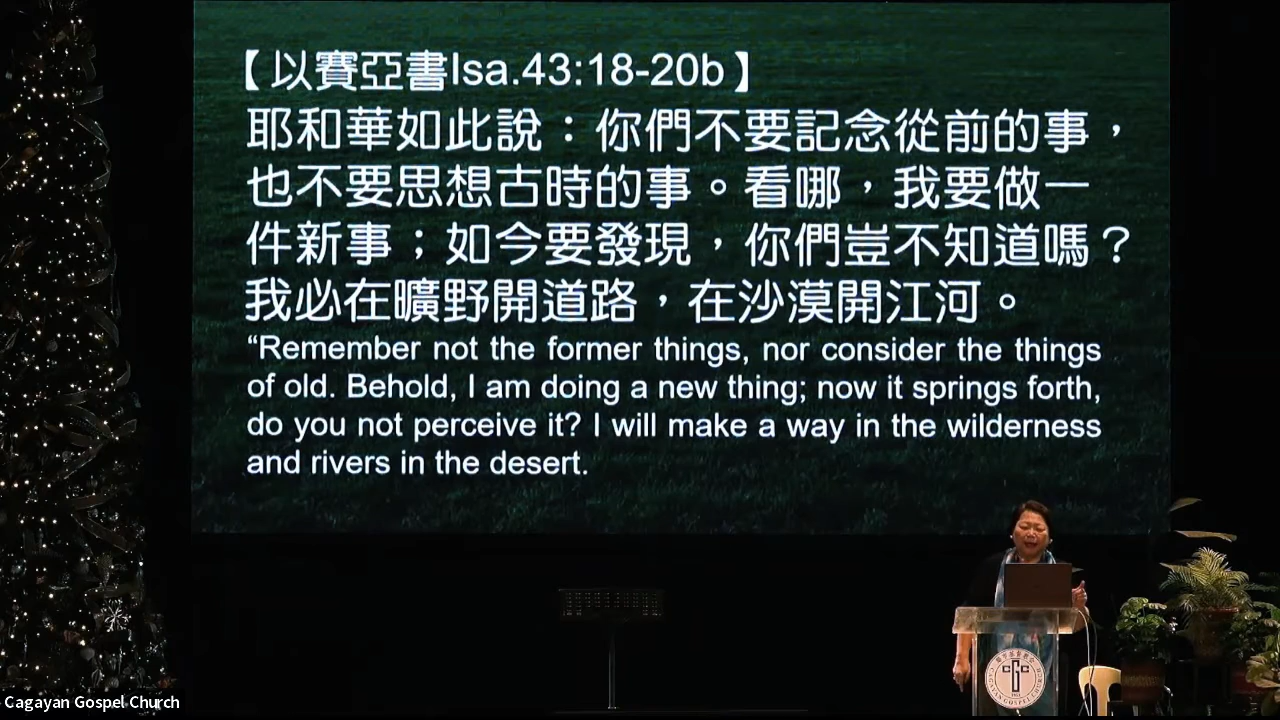 【以賽亞書Isa.43:18-20b】
耶和華如此說：你們不要記念從前的事，
也不要思想古時的事。看哪，我要做一
件新事；如今要發現，你們豈不知道嗎？
我必在曠野開道路，在沙漠開江河。
“Remember not the former things, nor consider the things
of old. Behold, I am doing a new thing; now it springs forth,
do you not perceive it? I will make a way in the wilderness
and rivers in the desert.
CAGAYAN GOSPEL CHURCH
Cagayan Gospel Church